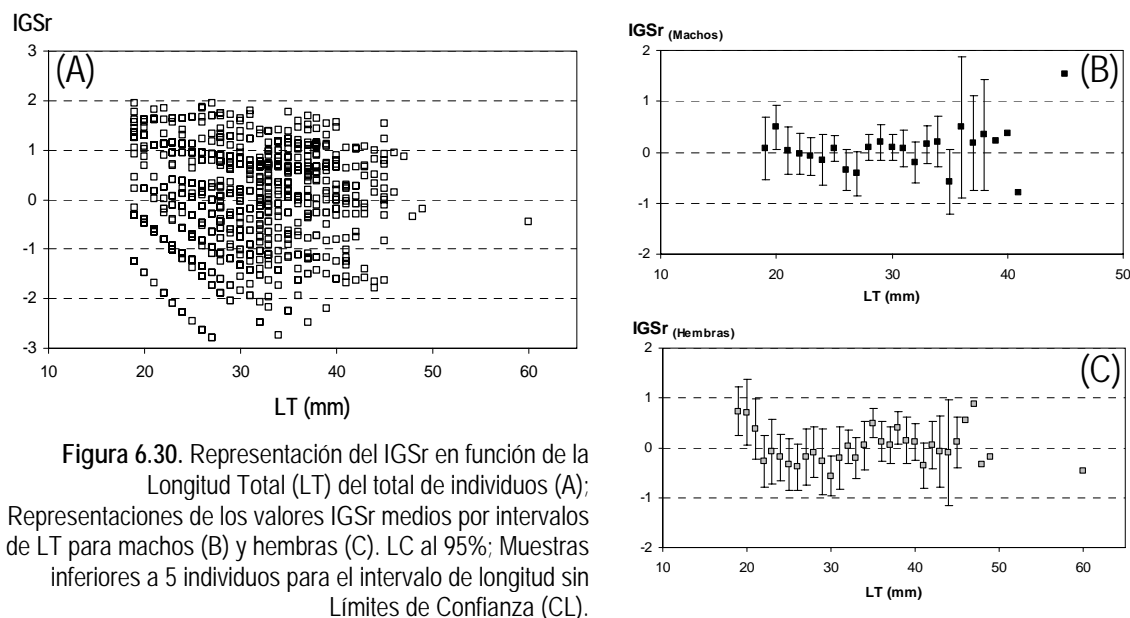 IGSr
(A)
3
2
1
0
-1
-2
-3
10 20 30 40 50 60
LT (mm)
IGSr (Machos)
(B)
2
1
0
-1
-2
10 20 30 40 50
LT (mm)
IGSr (Hembras)
(C)
2
1
0
-1
-2
10 20 30 40 50 60
LT (mm)
Figura 6.30. Representación del IGSr en función de la
Longitud Total (LT) del total de individuos (A);
Representaciones de los valores IGSr medios por intervalos
de LT para machos (B) y hembras (C). LC al 95%; Muestras
inferiores a 5 individuos para el intervalo de longitud sin
Límites de Confianza (CL).